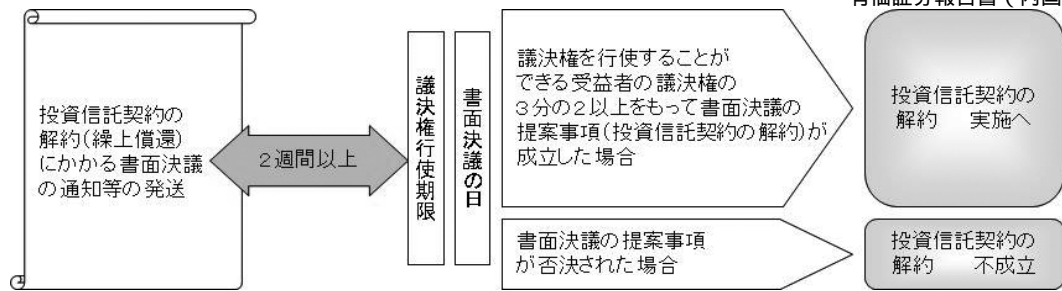 投資信託契約の
解約(繰上償還)
にかかる書面決議
の通知等の発送
2週間以上
議決権行使期限
書面決議の日
議決権を行使することが
できる受益者の議決権の
3分の2以上をもって書面決議の
提案事項(投資信託契約の解約)が
成立した場合
投資信託契約の
解約 実施へ
書面決議の提案事項
が否決された場合
投資信託契約の
解約 不成立